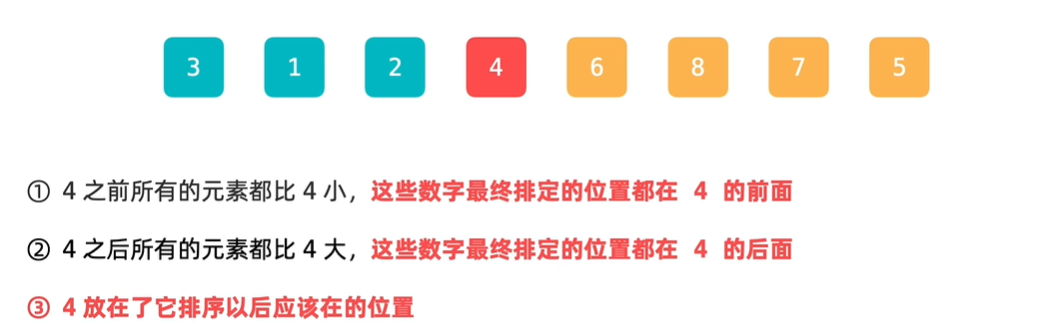 3 1 2 4 6 8 7 5
① 4 之前所有的元素都比 4 小，这些数字最终排定的位置都在 4 的前面
② 4 之后所有的元素都比 4 大，这些数字最终排定的位置都在 4 的后面
③ 4 放在了它排序以后应该在的位置